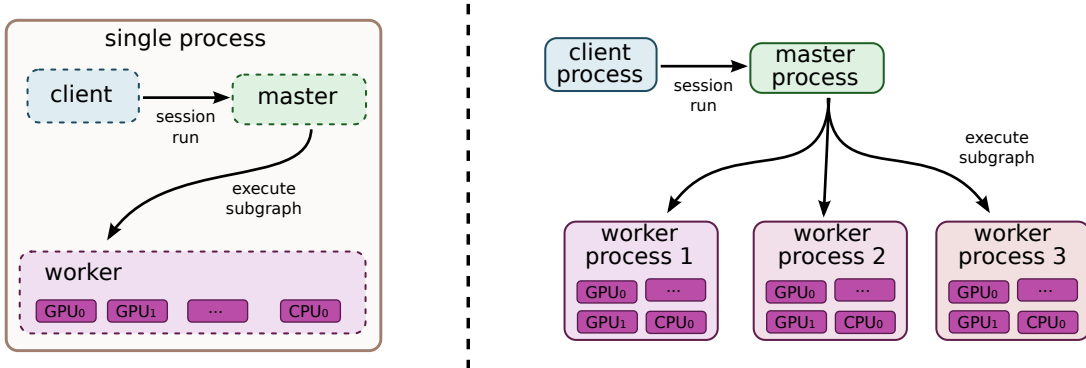 single process
client
master
session
run
execute
subgraph
worker
GPU₀
GPU₁
...
CPU₀
client
process
session
run
master
process
execute
subgraph
worker
process 1
GPU₀
...
GPU₁
CPU₀
worker
process 2
GPU₀
...
GPU₁
CPU₀
worker
process 3
GPU₀
...
GPU₁
CPU₀